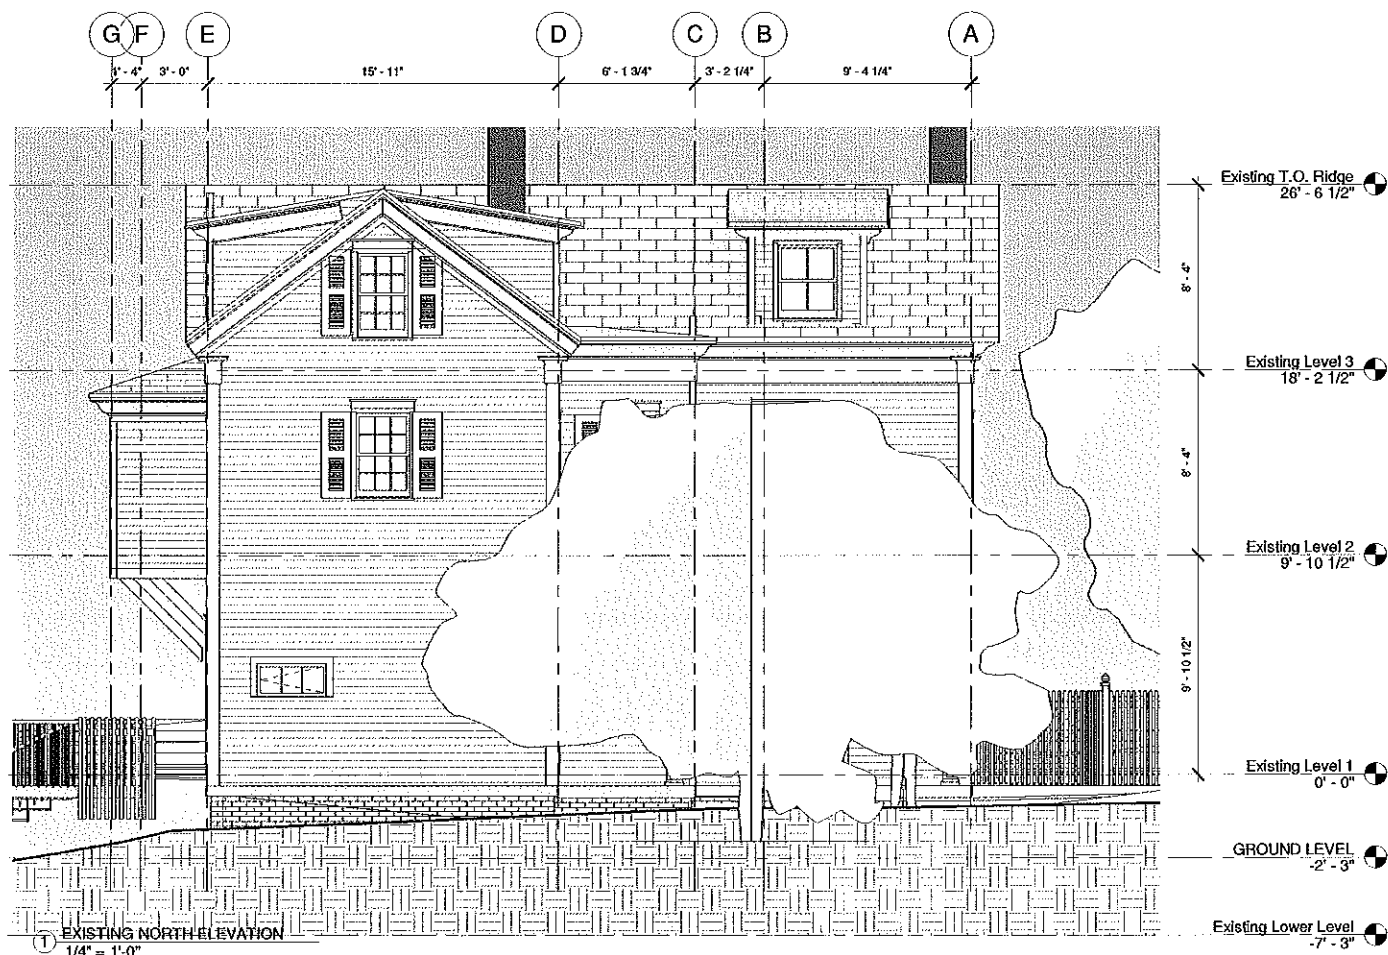 G F E D C B A
1' - 4" 3' - 0" 15' - 11" 6' - 1 3/4" 3' - 2 1/4" 9' - 4 1/4"
Existing T.O. Ridge
26' - 6 1/2"
8' - 4"
Existing Level 3
18' - 2 1/2"
8' - 4"
Existing Level 2
9' - 10 1/2"
9' - 10 1/2"
Existing Level 1
0' - 0"
GROUND LEVEL
-2' - 3"
Existing Lower Level
-7' - 3"
1 EXISTING NORTH ELEVATION
1/4" = 1'-0"